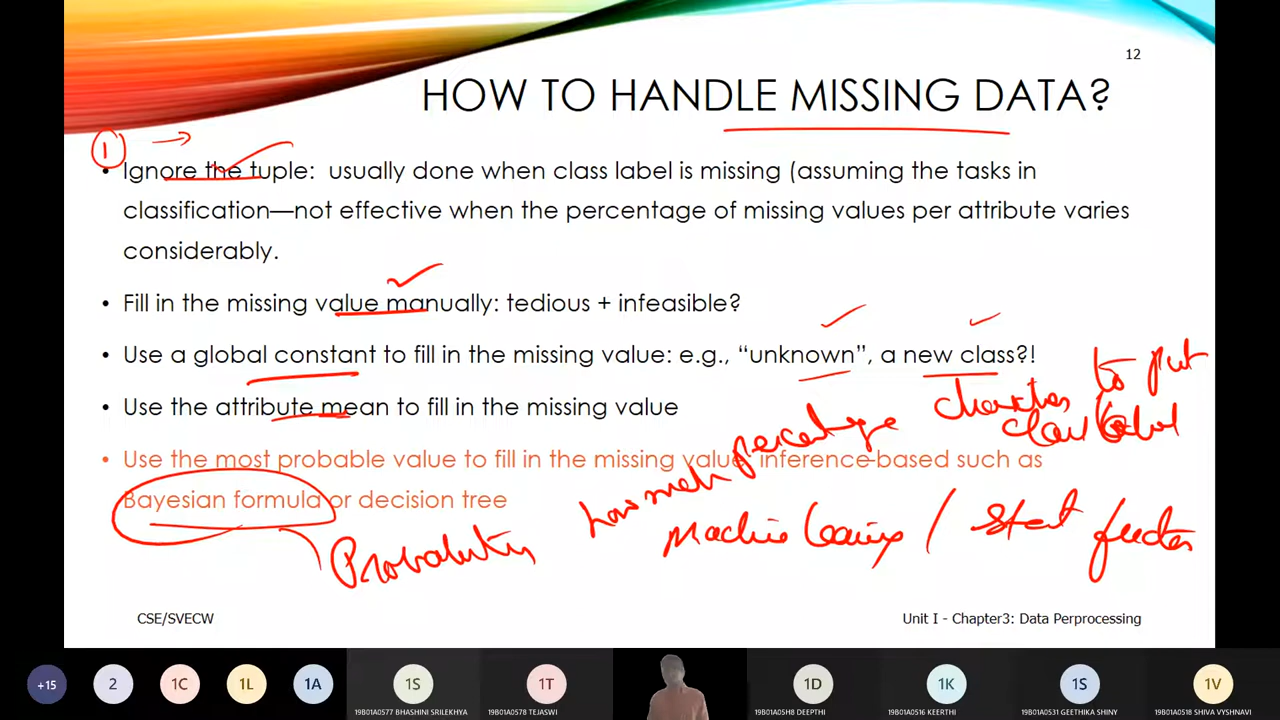 12
HOW TO HANDLE MISSING DATA?
1
• Ignore the tuple: usually done when class label is missing (assuming the tasks in
classification—not effective when the percentage of missing values per attribute varies
considerably.
• Fill in the missing value manually: tedious + infeasible?
• Use a global constant to fill in the missing value: e.g., “unknown”, a new class?!
to put
• Use the attribute mean to fill in the missing value
class label
percentage
• Use the most probable value to fill in the missing value: inference-based such as
Bayesian formula or decision tree
how much
Machine learning /
Probability
CSE/SVECW
Unit I - Chapter3: Data Perprocessing
+15
2
1C
1L
1A
1S
1T
1D
1K
1S
1V
19B01A0577 BHASHINI SRILEKHYA
19B01A0578 TEJASWI
19B01A05H8 DEEPTHI
19B01A0516 KEERTHI
19B01A0531 GEETHIKA SHINY
19B01A0518 SHIVA VYSHNAVI